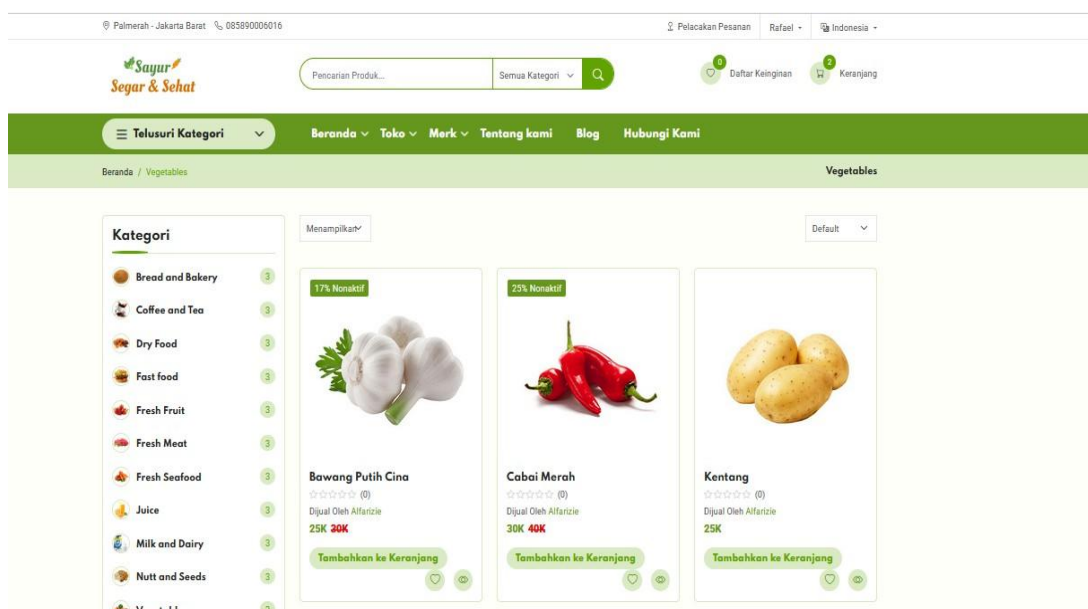 Palmerah - Jakarta Barat 085890006016
Pelacakan Pesanan Rafael Indonesia
Sayur
Segar & Sehat
Pencarian Produk... Semua Kategori
0 Daftar Keinginan 2 Keranjang
Telusuri Kategori
Beranda Toko Merk Tentang kami Blog Hubungi Kami
Beranda / Vegetables
Vegetables
Kategori
Bread and Bakery 3
Coffee and Tea 3
Dry Food 3
Fast food 3
Fresh Fruit 3
Fresh Meat 3
Fresh Seafood 3
Juice 3
Milk and Dairy 3
Nutt and Seeds 3
Menampilkan
Default
17% Nonaktif
Bawang Putih Cina
(0)
Dijual Oleh Alfarizie
25K 30K
Tambahkan ke Keranjang
25% Nonaktif
Cabai Merah
(0)
Dijual Oleh Alfarizie
30K 40K
Tambahkan ke Keranjang
Kentang
(0)
Dijual Oleh Alfarizie
25K
Tambahkan ke Keranjang